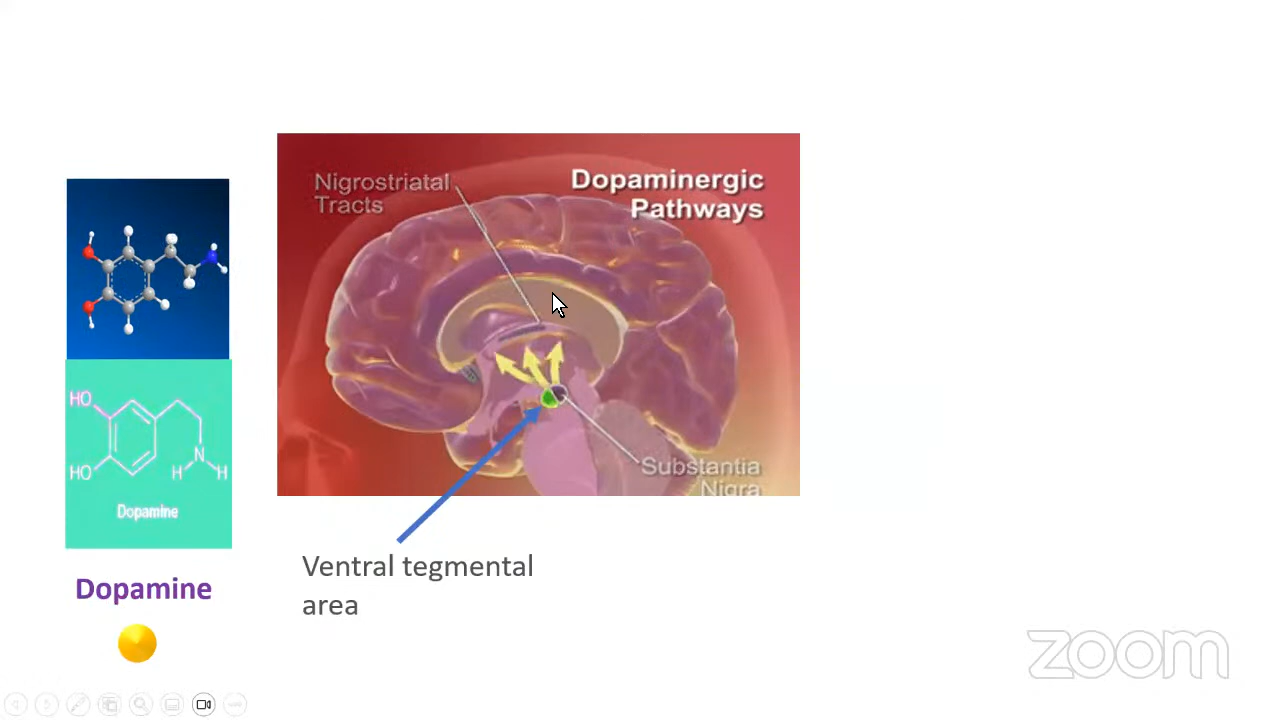 Nigrostriatal
Tracts
Dopaminergic
Pathways
HO
HO
N
H
H
Dopamine
Substantia
Nigra
Ventral tegmental
area
Dopamine
zoom